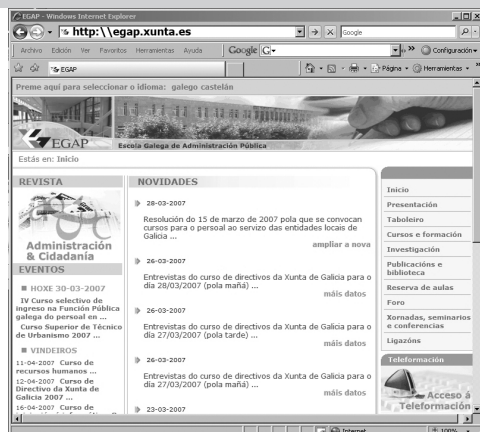 EGAP - Windows Internet Explorer
http:\\egap.xunta.es
Google
Archivo Edición Ver Favoritos Herramientas Ayuda
Google G
Configuración
EGAP
Página Herramientas
Preme aquí para seleccionar o idioma: galego castelán
EGAP
Escola Galega de Administración Pública
Estás en: Inicio
REVISTA
Administración
& Cidadanía
EVENTOS
HOXE 30-03-2007
IV Curso selectivo de
ingreso na Función Pública
galega do persoal en ...
Curso Superior de Técnico
de Urbanismo 2007 ...
VINDEIROS
11-04-2007 Curso de
recursos humanos ...
12-04-2007 Curso de
Directivo da Xunta de
Galicia 2007 ...
16-04-2007 Curso de
NOVIDADES
28-03-2007
Resolución do 15 de marzo de 2007 pola que se convocan
cursos para o persoal ao servizo das entidades locais de
Galicia ...
ampliar a nova
26-03-2007
Entrevistas do curso de directivos da Xunta de Galicia para o
día 28/03/2007 (pola mañá) ...
máis datos
26-03-2007
Entrevistas do curso de directivos da Xunta de Galicia para o
día 27/03/2007 (pola tarde) ...
máis datos
26-03-2007
Entrevistas do curso de directivos da Xunta de Galicia para o
día 27/03/2007 (pola mañá) ...
máis datos
23-03-2007
Inicio
Presentación
Taboleiro
Cursos e formación
Investigación
Publicacións e
biblioteca
Reserva de aulas
Foro
Xornadas, seminarios
e conferencias
Ligazóns
Teleformación
Acceso á
Teleformación
Internet
100%